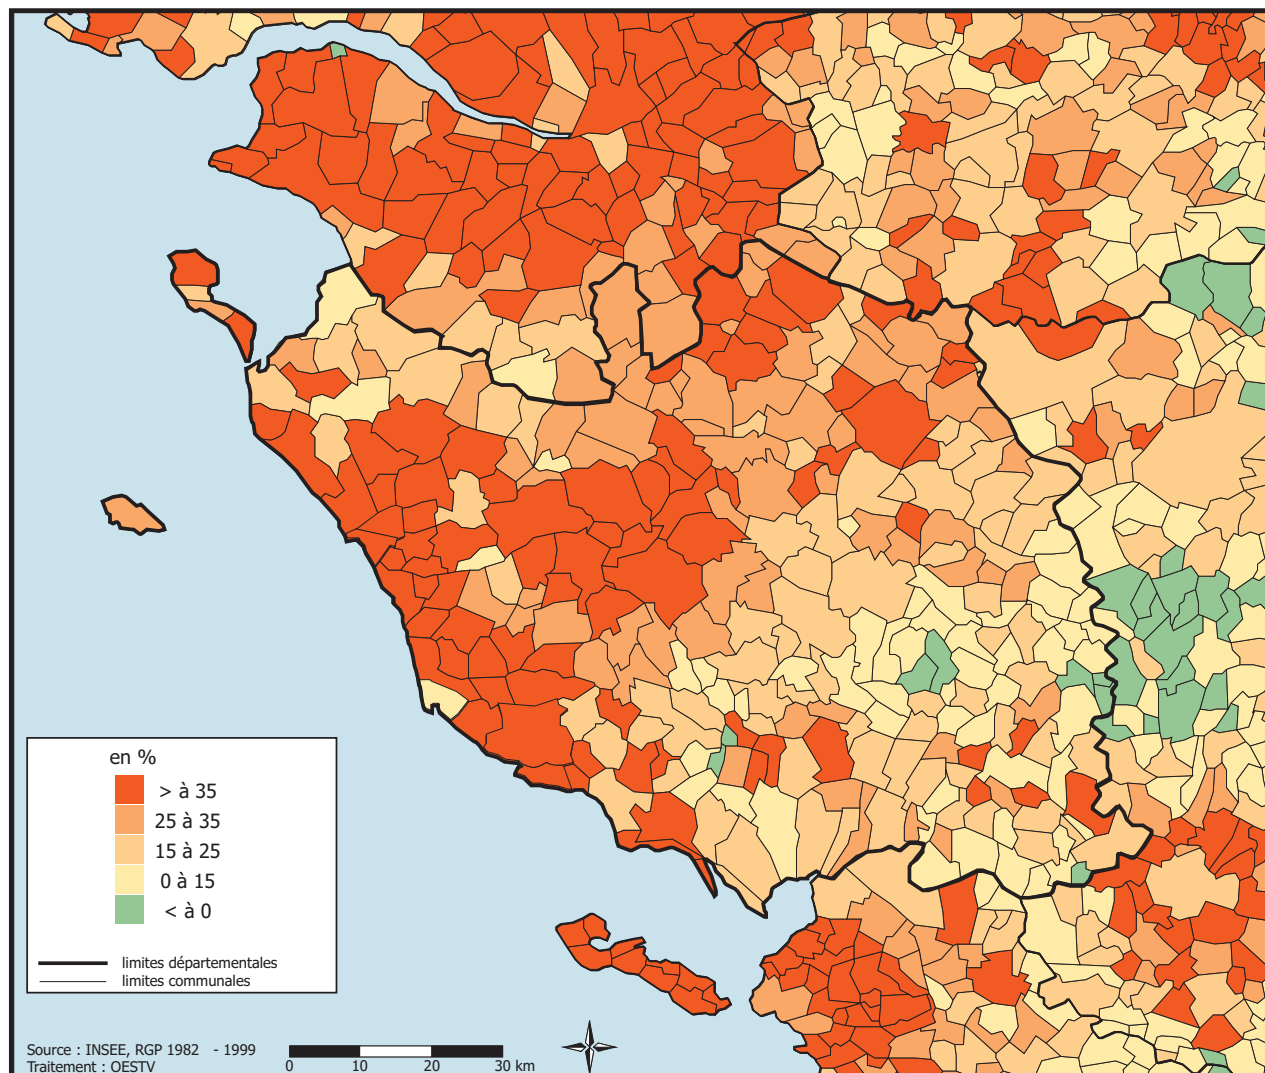 en %
> à 35
25 à 35
15 à 25
0 à 15
< à 0
limites départementales
limites communales
Source : INSEE, RGP 1982 - 1999
Traitement : OESTV
0 10 20 30 km